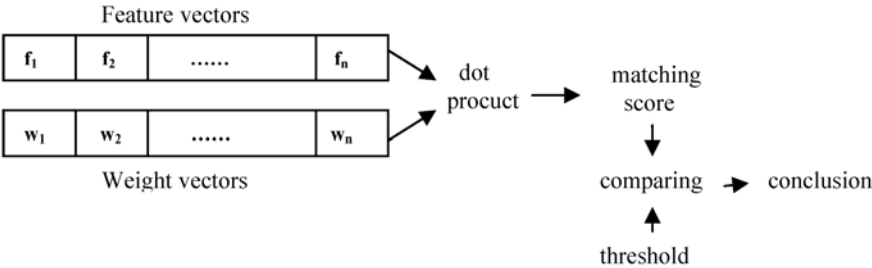 Feature vectors
f1 f2 ...... fn
w1 w2 ...... wn
Weight vectors
dot
procuct
matching
score
comparing
conclusion
threshold